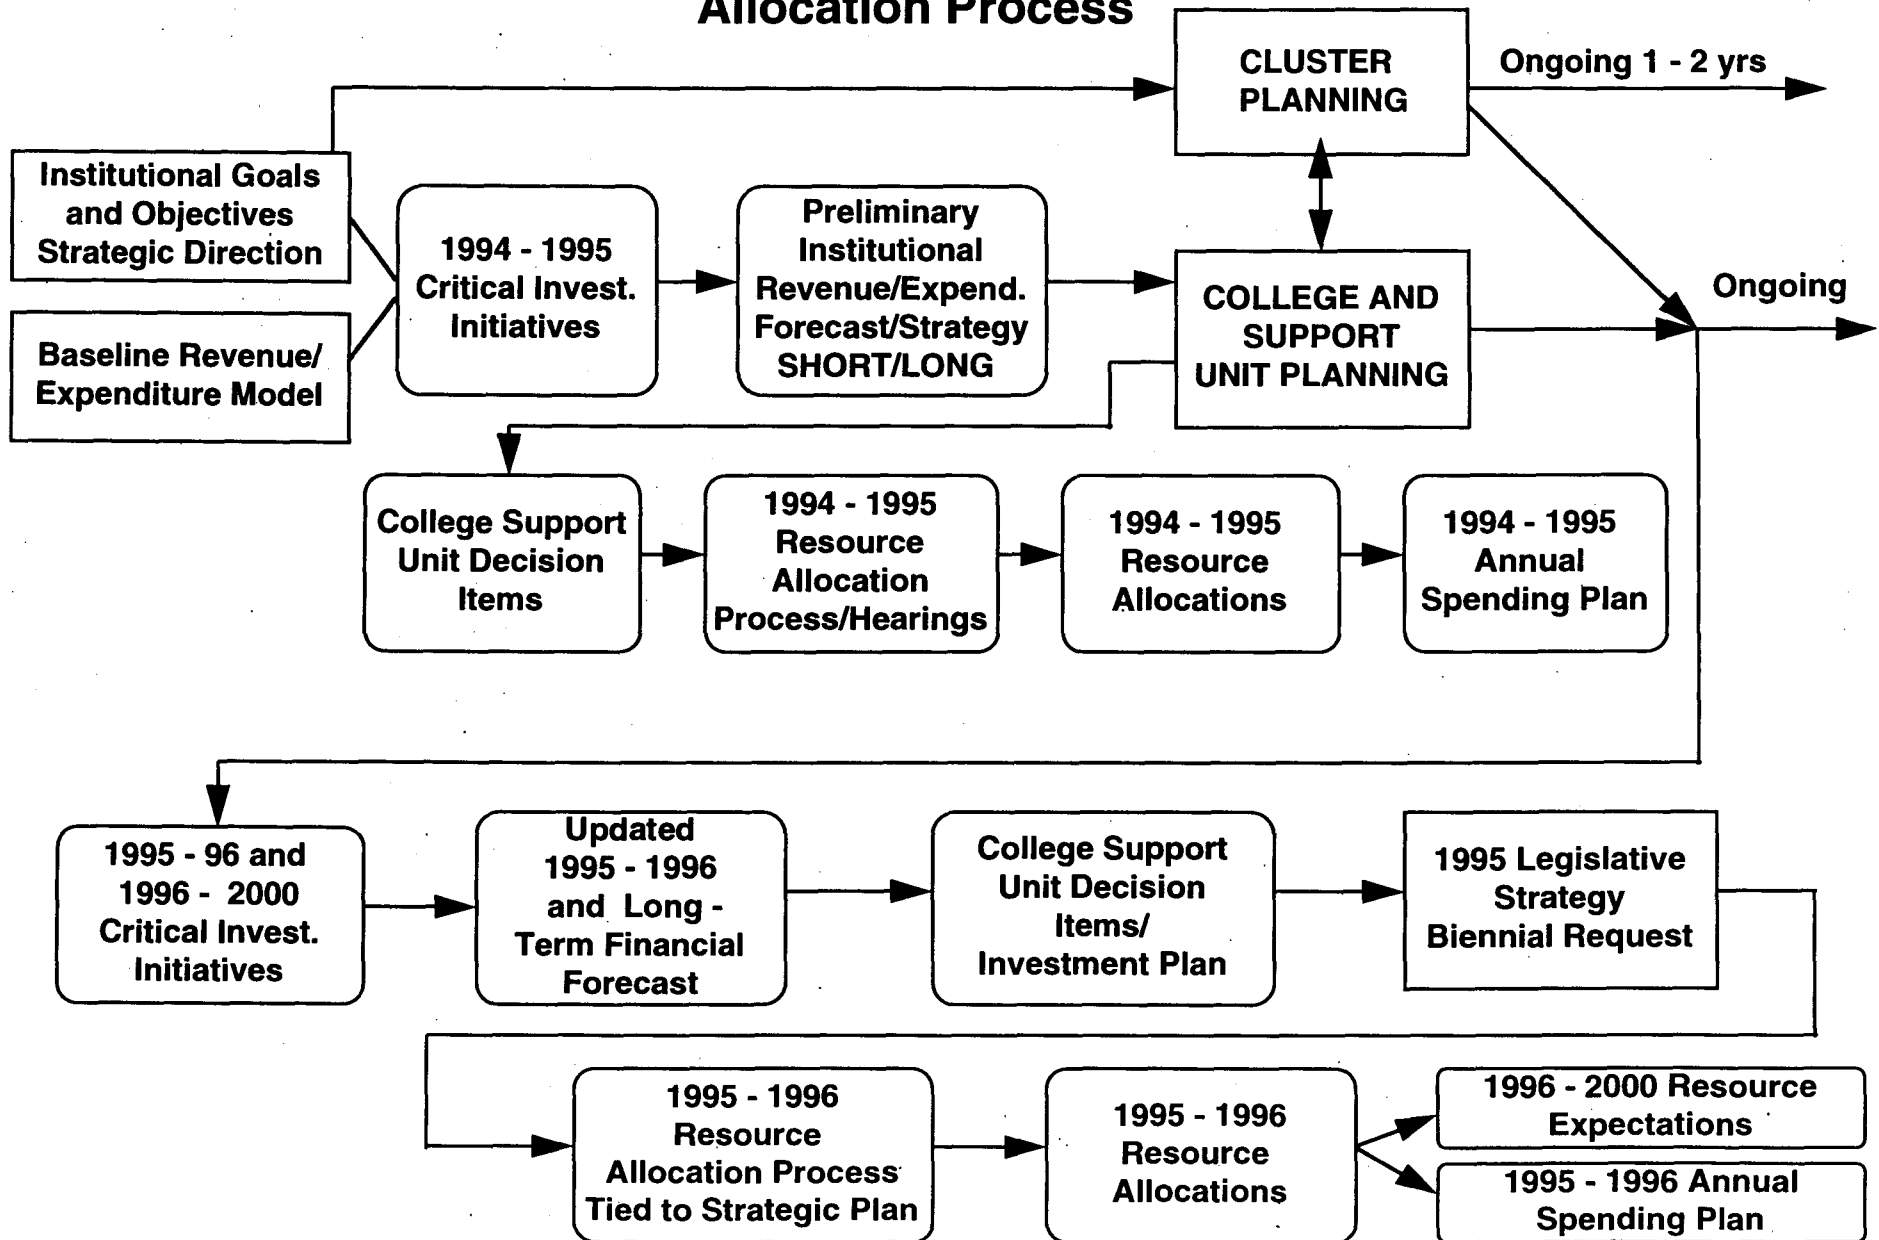 Allocation Process
CLUSTER
PLANNING
Ongoing 1 - 2 yrs
Institutional Goals
and Objectives
Strategic Direction
Baseline Revenue/
Expenditure Model
1994 - 1995
Critical Invest.
Initiatives
Preliminary
Institutional
Revenue/Expend.
Forecast/Strategy
SHORT/LONG
COLLEGE AND
SUPPORT
UNIT PLANNING
Ongoing
College Support
Unit Decision
Items
1994 - 1995
Resource
Allocation
Process/Hearings
1994 - 1995
Resource
Allocations
1994 - 1995
Annual
Spending Plan
1995 - 96 and
1996 - 2000
Critical Invest.
Initiatives
Updated
1995 - 1996
and Long -
Term Financial
Forecast
College Support
Unit Decision
Items/
Investment Plan
1995 Legislative
Strategy
Biennial Request
1995 - 1996
Resource
Allocation Process
Tied to Strategic Plan
1995 - 1996
Resource
Allocations
1996 - 2000 Resource
Expectations
1995 - 1996 Annual
Spending Plan